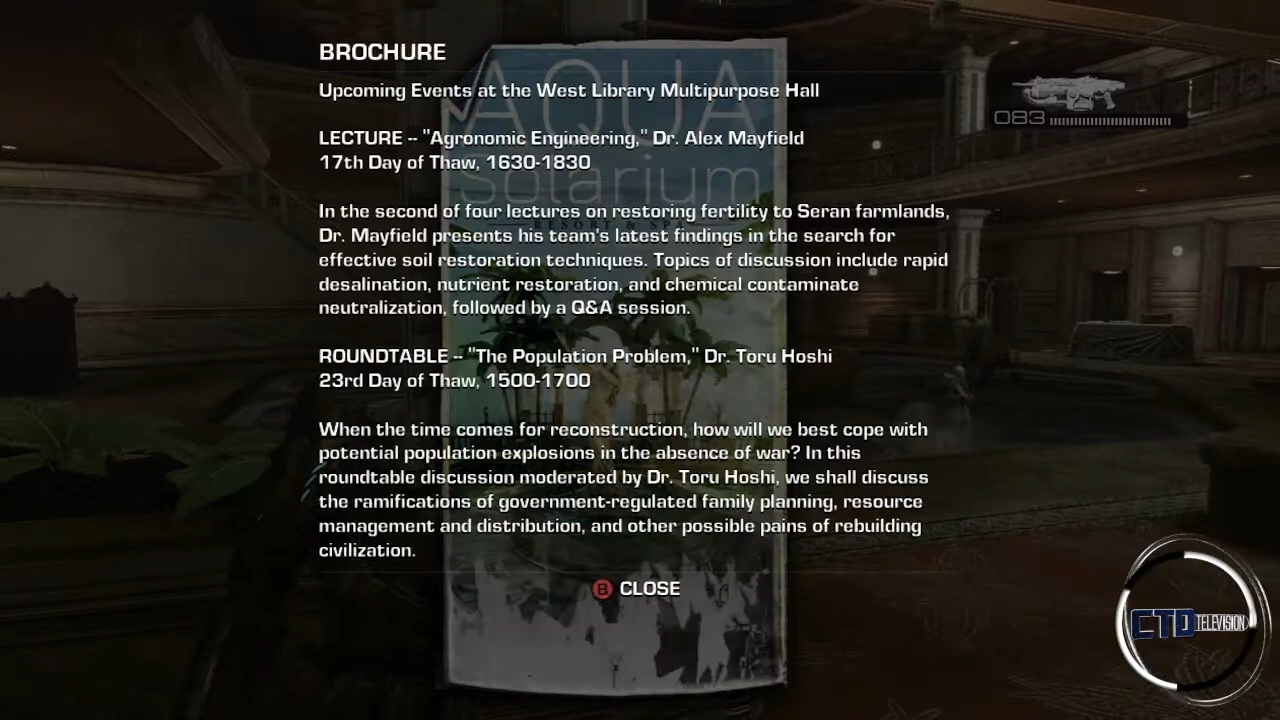 BROCHURE
Upcoming Events at the West Library Multipurpose Hall
LECTURE -- "Agronomic Engineering," Dr. Alex Mayfield
17th Day of Thaw, 1630-1830
In the second of four lectures on restoring fertility to Seran farmlands,
Dr. Mayfield presents his team's latest findings in the search for
effective soil restoration techniques. Topics of discussion include rapid
desalination, nutrient restoration, and chemical contaminate
neutralization, followed by a Q&A session.
ROUNDTABLE -- "The Population Problem," Dr. Toru Hoshi
23rd Day of Thaw, 1500-1700
When the time comes for reconstruction, how will we best cope with
potential population explosions in the absence of war? In this
roundtable discussion moderated by Dr. Toru Hoshi, we shall discuss
the ramifications of government-regulated family planning, resource
management and distribution, and other possible pains of rebuilding
civilization.
B CLOSE
AQUA
Solarium
RESORT & SPA
083
CTD TELEVISION